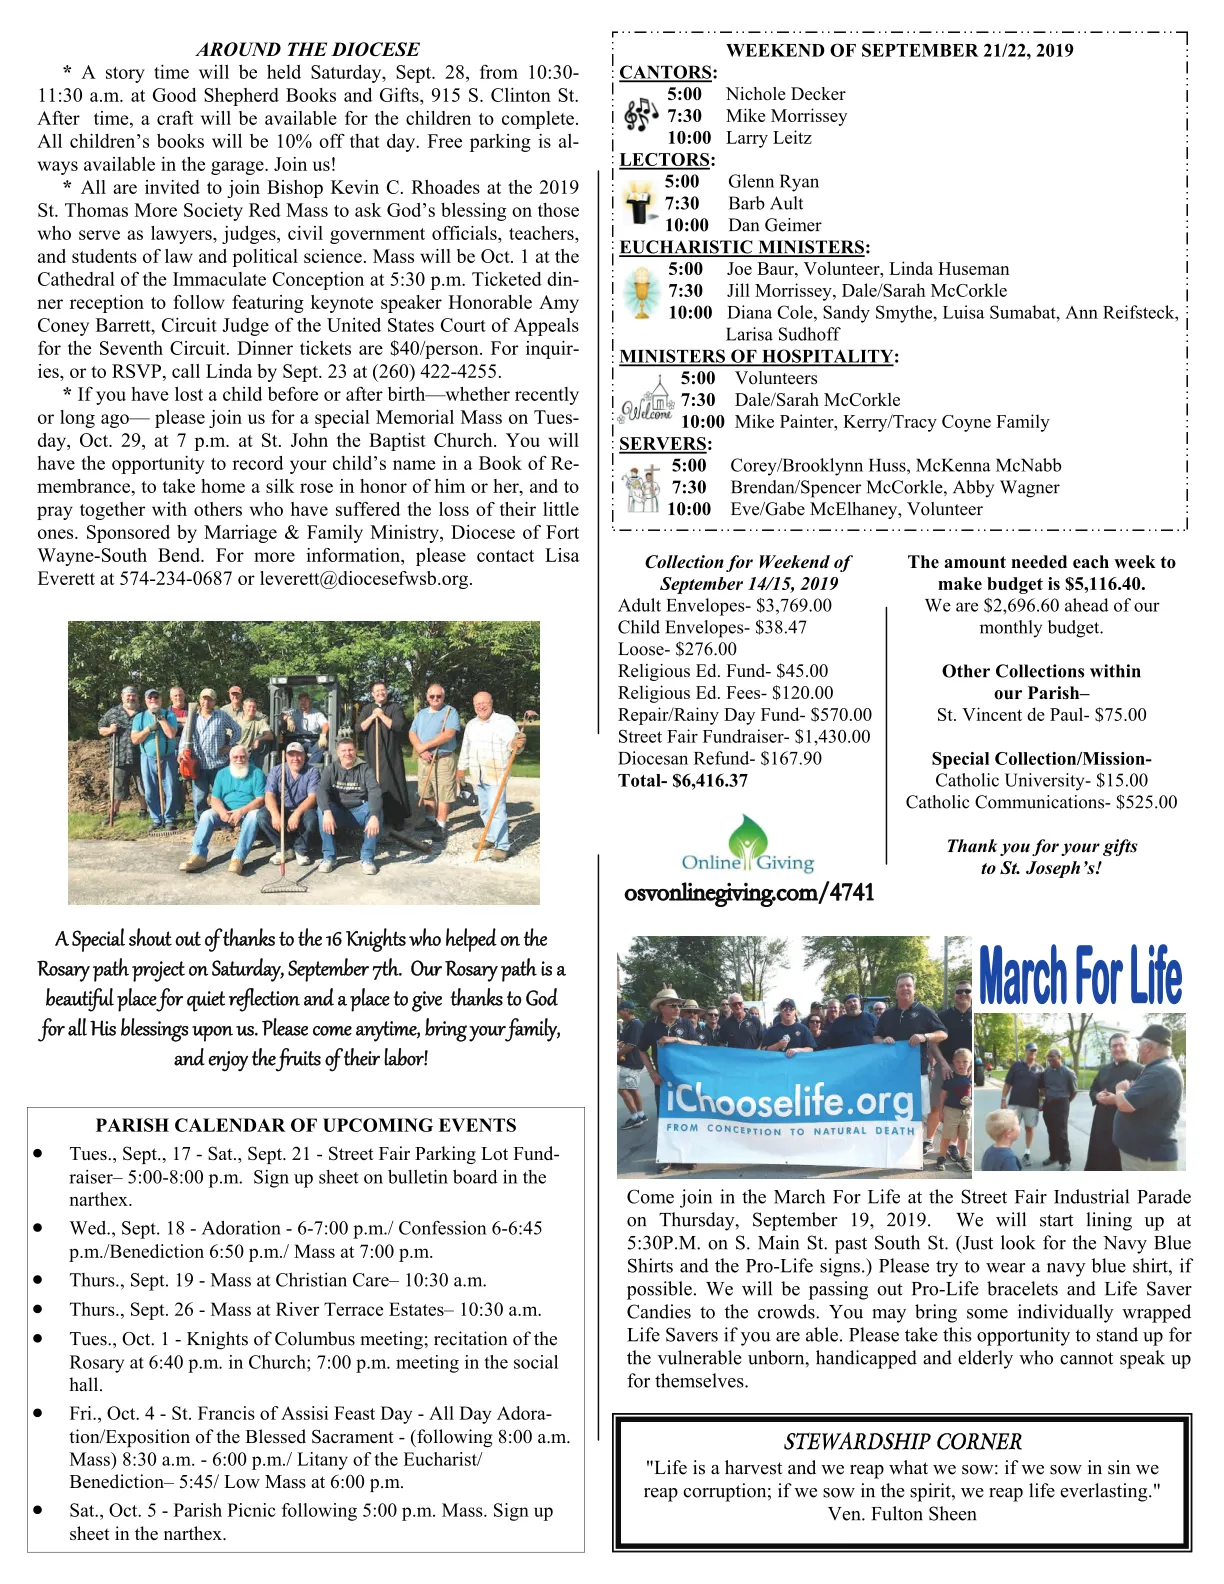 AROUND THE DIOCESE
* A story time will be held Saturday, Sept. 28, from 10:30-
11:30 a.m. at Good Shepherd Books and Gifts, 915 S. Clinton St.
After time, a craft will be available for the children to complete.
All children’s books will be 10% off that day. Free parking is al-
ways available in the garage. Join us!
* All are invited to join Bishop Kevin C. Rhoades at the 2019
St. Thomas More Society Red Mass to ask God’s blessing on those
who serve as lawyers, judges, civil government officials, teachers,
and students of law and political science. Mass will be Oct. 1 at the
Cathedral of the Immaculate Conception at 5:30 p.m. Ticketed din-
ner reception to follow featuring keynote speaker Honorable Amy
Coney Barrett, Circuit Judge of the United States Court of Appeals
for the Seventh Circuit. Dinner tickets are $40/person. For inquir-
ies, or to RSVP, call Linda by Sept. 23 at (260) 422-4255.
* If you have lost a child before or after birth—whether recently
or long ago— please join us for a special Memorial Mass on Tues-
day, Oct. 29, at 7 p.m. at St. John the Baptist Church. You will
have the opportunity to record your child’s name in a Book of Re-
membrance, to take home a silk rose in honor of him or her, and to
pray together with others who have suffered the loss of their little
ones. Sponsored by Marriage & Family Ministry, Diocese of Fort
Wayne-South Bend. For more information, please contact Lisa
Everett at 574-234-0687 or leverett@diocesefwsb.org.
A Special shout out of thanks to the 16 Knights who helped on the
Rosary path project on Saturday, September 7th. Our Rosary path is a
beautiful place for quiet reflection and a place to give thanks to God
for all His blessings upon us. Please come anytime, bring your family,
and enjoy the fruits of their labor!
PARISH CALENDAR OF UPCOMING EVENTS
• Tues., Sept., 17 - Sat., Sept. 21 - Street Fair Parking Lot Fund-
raiser– 5:00-8:00 p.m. Sign up sheet on bulletin board in the
narthex.
• Wed., Sept. 18 - Adoration - 6-7:00 p.m./ Confession 6-6:45
p.m./Benediction 6:50 p.m./ Mass at 7:00 p.m.
• Thurs., Sept. 19 - Mass at Christian Care– 10:30 a.m.
• Thurs., Sept. 26 - Mass at River Terrace Estates– 10:30 a.m.
• Tues., Oct. 1 - Knights of Columbus meeting; recitation of the
Rosary at 6:40 p.m. in Church; 7:00 p.m. meeting in the social
hall.
• Fri., Oct. 4 - St. Francis of Assisi Feast Day - All Day Adora-
tion/Exposition of the Blessed Sacrament - (following 8:00 a.m.
Mass) 8:30 a.m. - 6:00 p.m./ Litany of the Eucharist/
Benediction– 5:45/ Low Mass at 6:00 p.m.
• Sat., Oct. 5 - Parish Picnic following 5:00 p.m. Mass. Sign up
sheet in the narthex.
WEEKEND OF SEPTEMBER 21/22, 2019
CANTORS:
5:00 Nichole Decker
7:30 Mike Morrissey
10:00 Larry Leitz
LECTORS:
5:00 Glenn Ryan
7:30 Barb Ault
10:00 Dan Geimer
EUCHARISTIC MINISTERS:
5:00 Joe Baur, Volunteer, Linda Huseman
7:30 Jill Morrissey, Dale/Sarah McCorkle
10:00 Diana Cole, Sandy Smythe, Luisa Sumabat, Ann Reifsteck,
Larisa Sudhoff
MINISTERS OF HOSPITALITY:
Welcome
5:00 Volunteers
7:30 Dale/Sarah McCorkle
10:00 Mike Painter, Kerry/Tracy Coyne Family
SERVERS:
5:00 Corey/Brooklynn Huss, McKenna McNabb
7:30 Brendan/Spencer McCorkle, Abby Wagner
10:00 Eve/Gabe McElhaney, Volunteer
Collection for Weekend of
September 14/15, 2019
Adult Envelopes- $3,769.00
Child Envelopes- $38.47
Loose- $276.00
Religious Ed. Fund- $45.00
Religious Ed. Fees- $120.00
Repair/Rainy Day Fund- $570.00
Street Fair Fundraiser- $1,430.00
Diocesan Refund- $167.90
Total- $6,416.37
Online Giving
osvonlinegiving.com/4741
The amount needed each week to
make budget is $5,116.40.
We are $2,696.60 ahead of our
monthly budget.
Other Collections within
our Parish–
St. Vincent de Paul- $75.00
Special Collection/Mission-
Catholic University- $15.00
Catholic Communications- $525.00
Thank you for your gifts
to St. Joseph’s!
March For Life
iChooselife.org
FROM CONCEPTION TO NATURAL DEATH
Come join in the March For Life at the Street Fair Industrial Parade
on Thursday, September 19, 2019. We will start lining up at
5:30P.M. on S. Main St. past South St. (Just look for the Navy Blue
Shirts and the Pro-Life signs.) Please try to wear a navy blue shirt, if
possible. We will be passing out Pro-Life bracelets and Life Saver
Candies to the crowds. You may bring some individually wrapped
Life Savers if you are able. Please take this opportunity to stand up for
the vulnerable unborn, handicapped and elderly who cannot speak up
for themselves.
STEWARDSHIP CORNER
"Life is a harvest and we reap what we sow: if we sow in sin we
reap corruption; if we sow in the spirit, we reap life everlasting."
Ven. Fulton Sheen